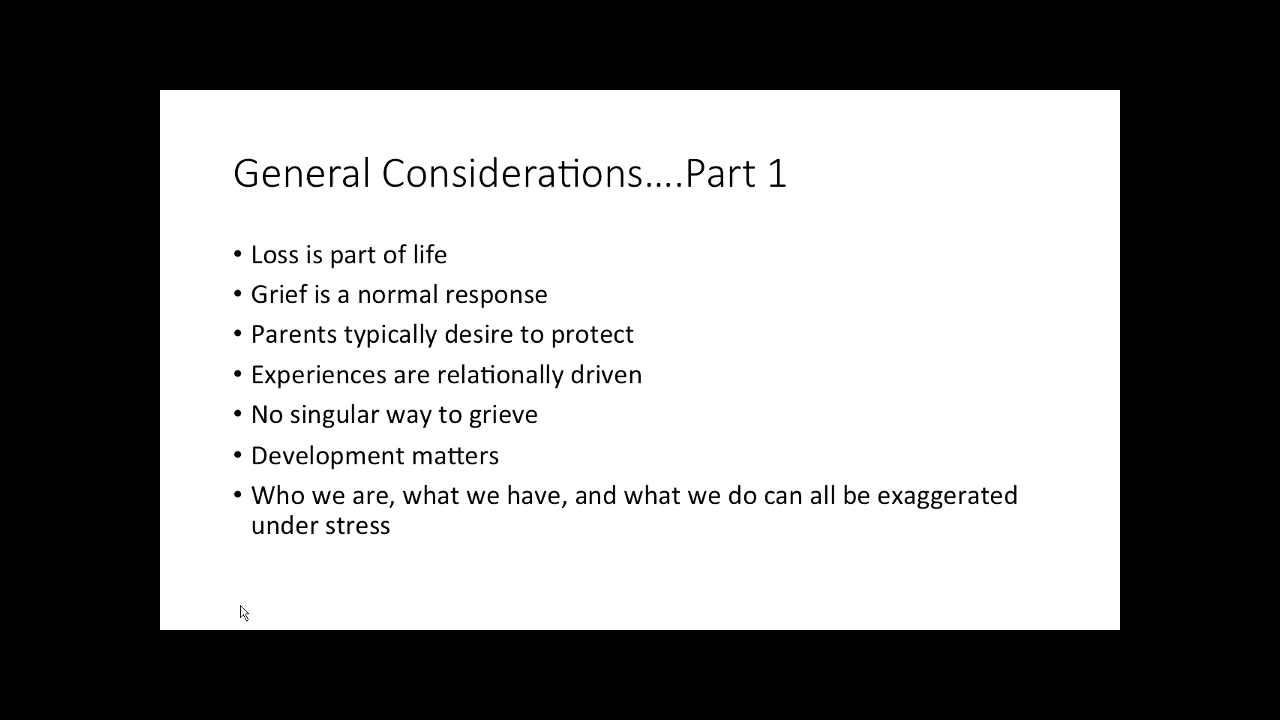 General Considerations....Part 1
• Loss is part of life
• Grief is a normal response
• Parents typically desire to protect
• Experiences are relationally driven
• No singular way to grieve
• Development matters
• Who we are, what we have, and what we do can all be exaggerated
under stress